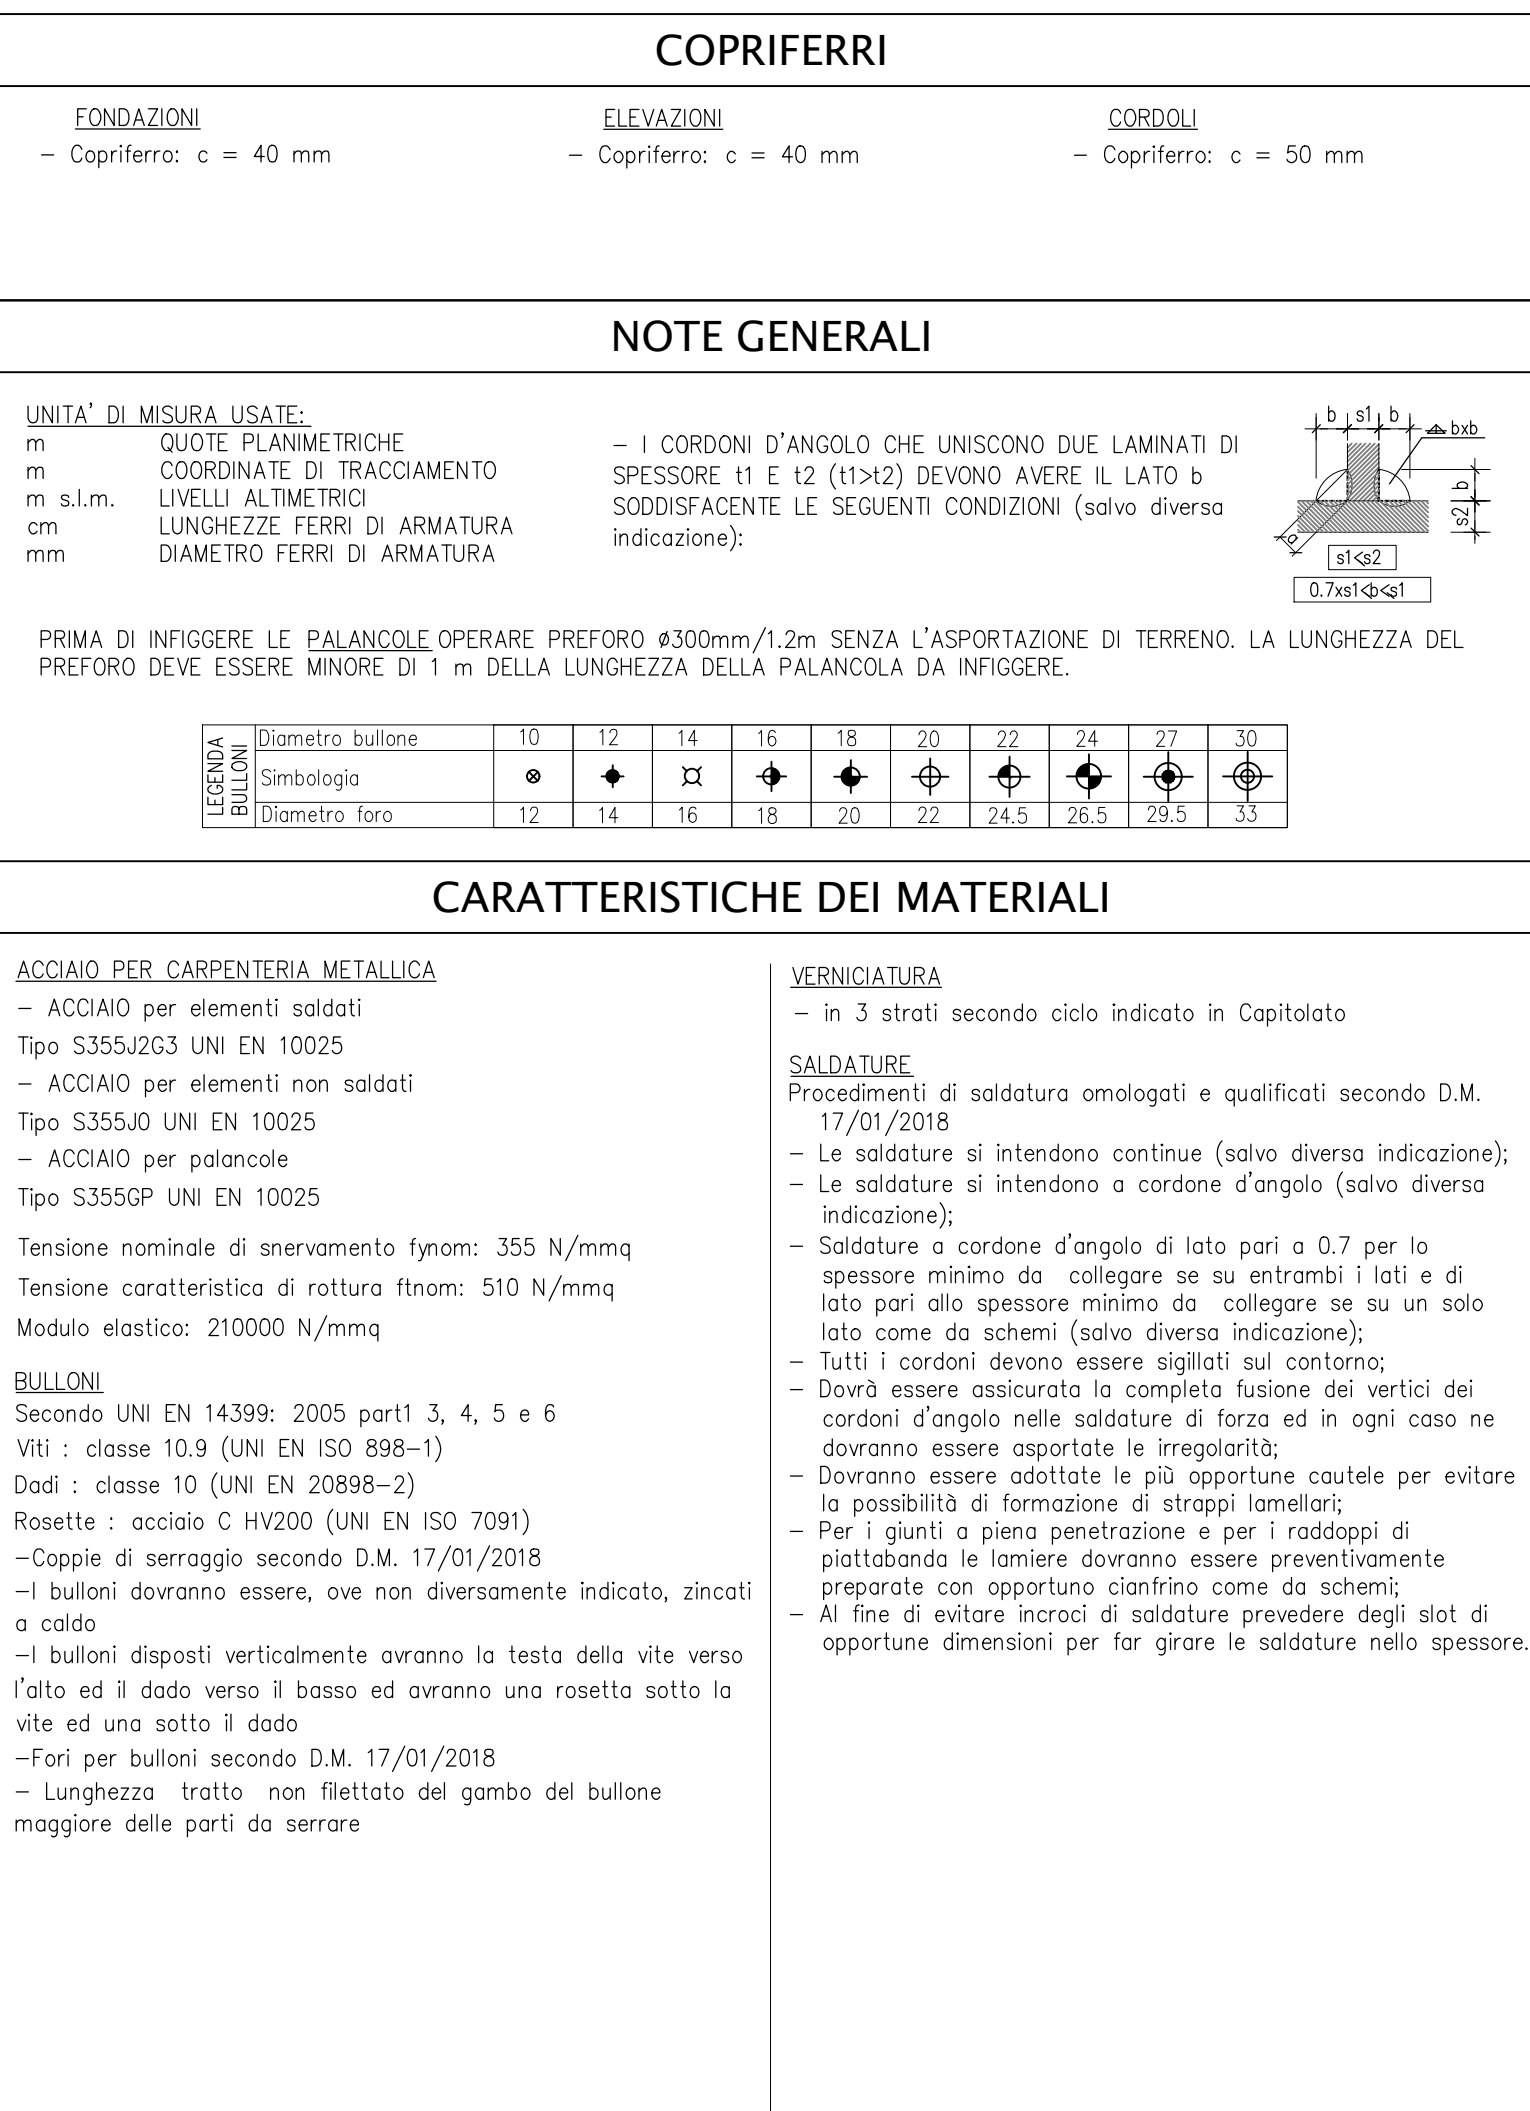 COPRIFERRI
FONDAZIONI
– Copriferro: c = 40 mm
ELEVAZIONI
– Copriferro: c = 40 mm
CORDOLI
– Copriferro: c = 50 mm
NOTE GENERALI
UNITA' DI MISURA USATE:
m QUOTE PLANIMETRICHE
m COORDINATE DI TRACCIAMENTO
m s.l.m. LIVELLI ALTIMETRICI
cm LUNGHEZZE FERRI DI ARMATURA
mm DIAMETRO FERRI DI ARMATURA
– I CORDONI D'ANGOLO CHE UNISCONO DUE LAMINATI DI
SPESSORE t1 E t2 (t1>t2) DEVONO AVERE IL LATO b
SODDISFACENTE LE SEGUENTI CONDIZIONI (salvo diversa
indicazione):
b s1 b
bxb
b
s2
a
s1<s2
0.7xs1<b<s1
PRIMA DI INFIGGERE LE PALANCOLE OPERARE PREFORO ø300mm/1.2m SENZA L'ASPORTAZIONE DI TERRENO. LA LUNGHEZZA DEL
PREFORO DEVE ESSERE MINORE DI 1 m DELLA LUNGHEZZA DELLA PALANCOLA DA INFIGGERE.
LEGENDA
BULLONI
Diametro bullone 10 12 14 16 18 20 22 24 27 30
Simbologia
Diametro foro 12 14 16 18 20 22 24.5 26.5 29.5 33
CARATTERISTICHE DEI MATERIALI
ACCIAIO PER CARPENTERIA METALLICA
– ACCIAIO per elementi saldati
Tipo S355J2G3 UNI EN 10025
– ACCIAIO per elementi non saldati
Tipo S355J0 UNI EN 10025
– ACCIAIO per palancole
Tipo S355GP UNI EN 10025
Tensione nominale di snervamento fynom: 355 N/mmq
Tensione caratteristica di rottura ftnom: 510 N/mmq
Modulo elastico: 210000 N/mmq
BULLONI
Secondo UNI EN 14399: 2005 part1 3, 4, 5 e 6
Viti : classe 10.9 (UNI EN ISO 898–1)
Dadi : classe 10 (UNI EN 20898–2)
Rosette : acciaio C HV200 (UNI EN ISO 7091)
–Coppie di serraggio secondo D.M. 17/01/2018
–I bulloni dovranno essere, ove non diversamente indicato, zincati
a caldo
–I bulloni disposti verticalmente avranno la testa della vite verso
l'alto ed il dado verso il basso ed avranno una rosetta sotto la
vite ed una sotto il dado
–Fori per bulloni secondo D.M. 17/01/2018
– Lunghezza tratto non filettato del gambo del bullone
maggiore delle parti da serrare
VERNICIATURA
– in 3 strati secondo ciclo indicato in Capitolato
SALDATURE
Procedimenti di saldatura omologati e qualificati secondo D.M.
17/01/2018
– Le saldature si intendono continue (salvo diversa indicazione);
– Le saldature si intendono a cordone d'angolo (salvo diversa
indicazione);
– Saldature a cordone d'angolo di lato pari a 0.7 per lo
spessore minimo da collegare se su entrambi i lati e di
lato pari allo spessore minimo da collegare se su un solo
lato come da schemi (salvo diversa indicazione);
– Tutti i cordoni devono essere sigillati sul contorno;
– Dovrà essere assicurata la completa fusione dei vertici dei
cordoni d'angolo nelle saldature di forza ed in ogni caso ne
dovranno essere asportate le irregolarità;
– Dovranno essere adottate le più opportune cautele per evitare
la possibilità di formazione di strappi lamellari;
– Per i giunti a piena penetrazione e per i raddoppi di
piattabanda le lamiere dovranno essere preventivamente
preparate con opportuno cianfrino come da schemi;
– Al fine di evitare incroci di saldature prevedere degli slot di
opportune dimensioni per far girare le saldature nello spessore.